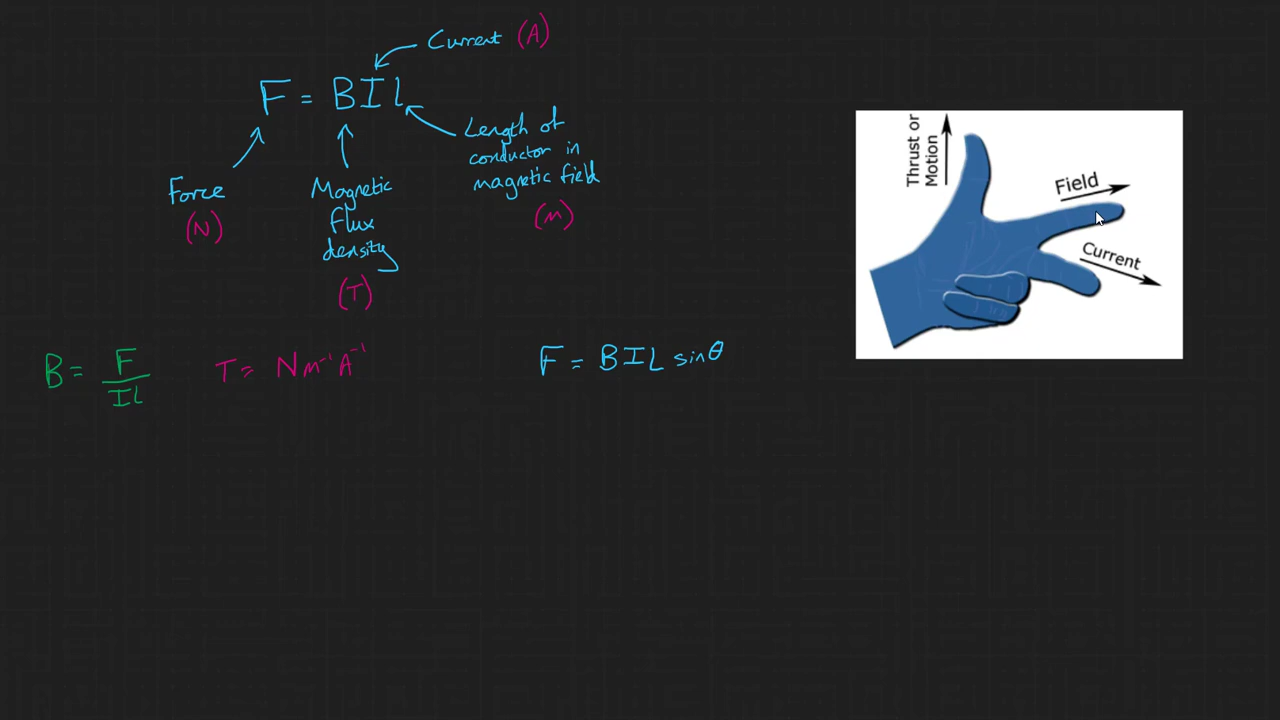 Current (A)
F = BIl
Length of
conductor in
magnetic field
(m)
Force
(N)
Magnetic
flux
density
(T)
Thrust or
Motion
Field
Current
B = F/Il
T = Nm⁻¹A⁻¹
F = BIL sinθ